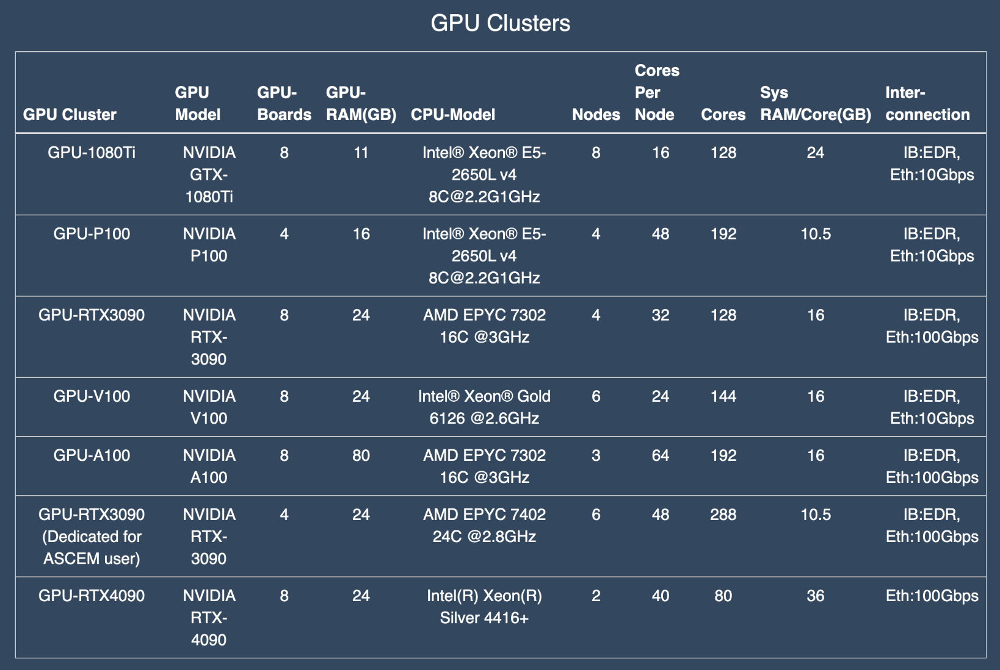 GPU Clusters
GPU Cluster GPU Model GPU-Boards GPU-RAM(GB) CPU-Model Nodes Cores Per Node Cores Sys RAM/Core(GB) Inter-connection
GPU-1080Ti NVIDIA GTX-1080Ti 8 11 Intel® Xeon® E5-2650L v4 8C@2.2G1GHz 8 16 128 24 IB:EDR, Eth:10Gbps
GPU-P100 NVIDIA P100 4 16 Intel® Xeon® E5-2650L v4 8C@2.2G1GHz 4 48 192 10.5 IB:EDR, Eth:10Gbps
GPU-RTX3090 NVIDIA RTX-3090 8 24 AMD EPYC 7302 16C @3GHz 4 32 128 16 IB:EDR, Eth:100Gbps
GPU-V100 NVIDIA V100 8 24 Intel® Xeon® Gold 6126 @2.6GHz 6 24 144 16 IB:EDR, Eth:10Gbps
GPU-A100 NVIDIA A100 8 80 AMD EPYC 7302 16C @3GHz 3 64 192 16 IB:EDR, Eth:100Gbps
GPU-RTX3090 (Dedicated for ASCEM user) NVIDIA RTX-3090 4 24 AMD EPYC 7402 24C @2.8GHz 6 48 288 10.5 IB:EDR, Eth:100Gbps
GPU-RTX4090 NVIDIA RTX-4090 8 24 Intel(R) Xeon(R) Silver 4416+ 2 40 80 36 Eth:100Gbps